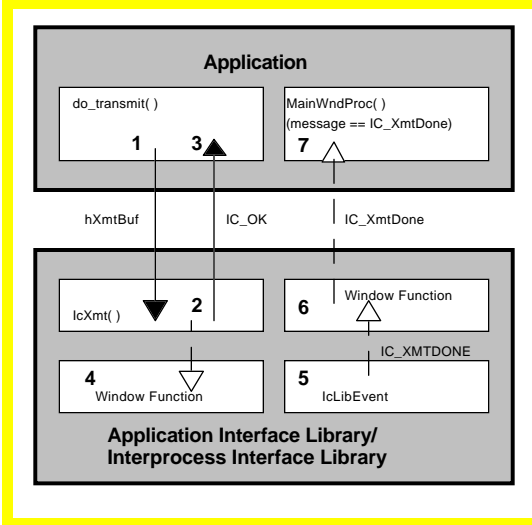 Application
do_transmit( )
1 3
MainWndProc( )
(message == IC_XmtDone)
7
hXmtBuf
IC_OK
IC_XmtDone
2
IcXmt( )
6
Window Function
IC_XMTDONE
4
Window Function
5
IcLibEvent
Application Interface Library/
Interprocess Interface Library